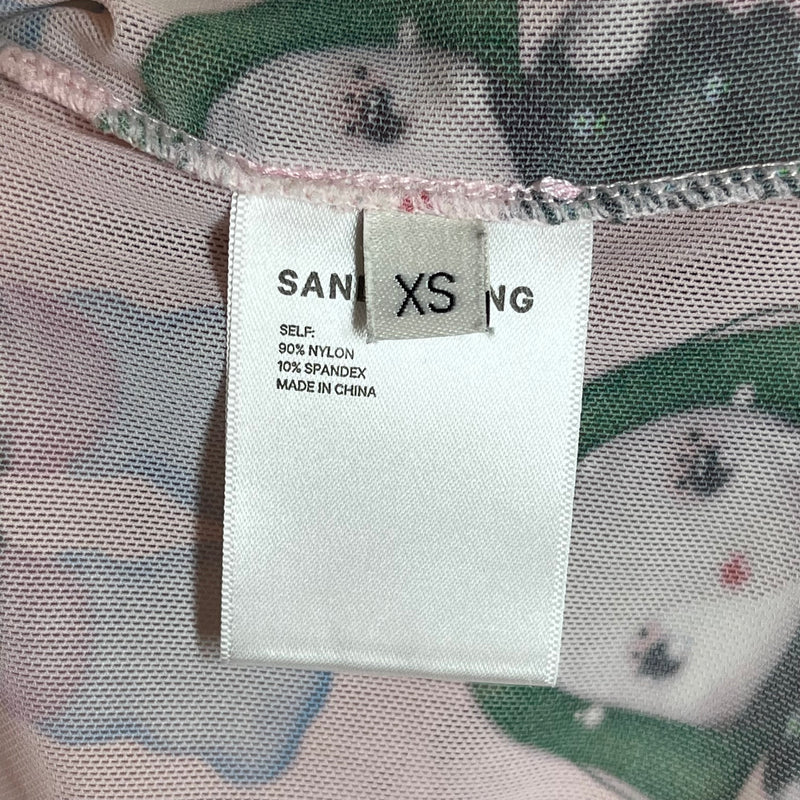 SAN NG
XS
SELF:
90% NYLON
10% SPANDEX
MADE IN CHINA